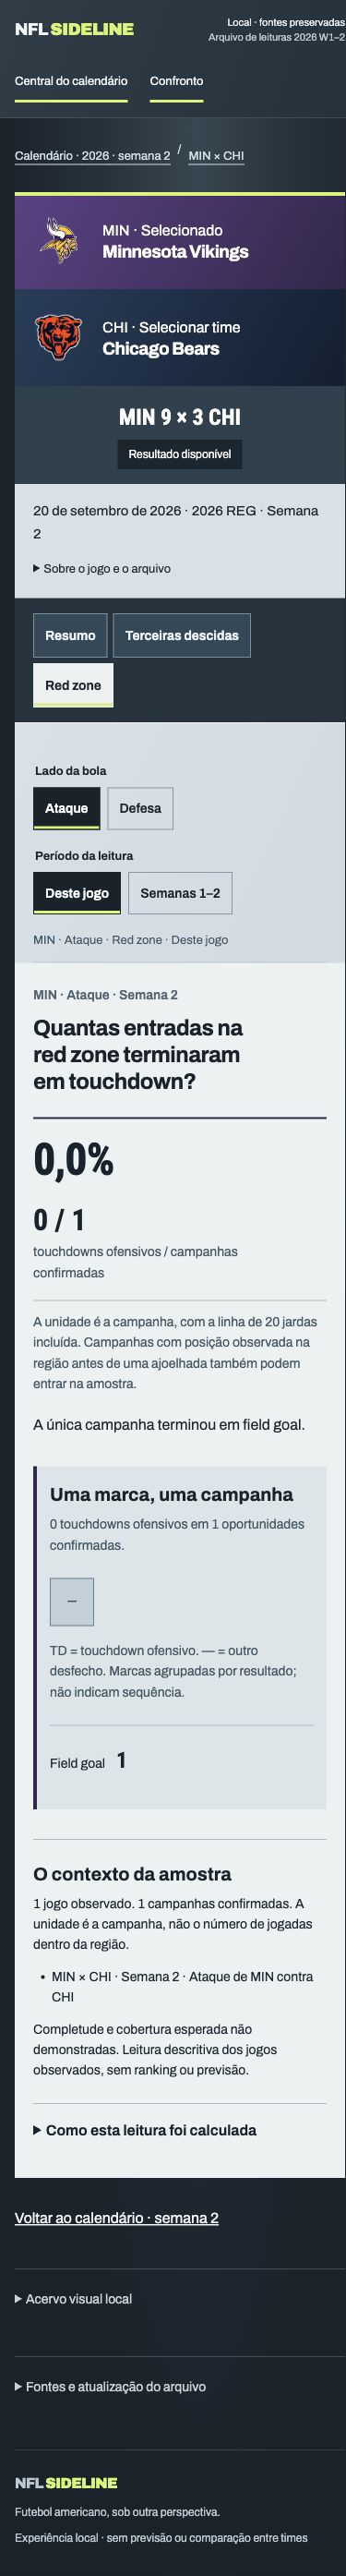 NFL SIDELINE
Local · fontes preservadas
Arquivo de leituras 2026 W1–2
Central do calendário
Confronto
Calendário · 2026 · semana 2 / MIN × CHI
MIN · Selecionado
Minnesota Vikings
CHI · Selecionar time
Chicago Bears
MIN 9 × 3 CHI
Resultado disponível
20 de setembro de 2026 · 2026 REG · Semana
2
Sobre o jogo e o arquivo
Resumo
Terceiras descidas
Red zone
Lado da bola
Ataque
Defesa
Período da leitura
Deste jogo
Semanas 1–2
MIN · Ataque · Red zone · Deste jogo
MIN · Ataque · Semana 2
Quantas entradas na
red zone terminaram
em touchdown?
0,0%
0 / 1
touchdowns ofensivos / campanhas
confirmadas
A unidade é a campanha, com a linha de 20 jardas
incluída. Campanhas com posição observada na
região antes de uma ajoelhada também podem
entrar na amostra.
A única campanha terminou em field goal.
Uma marca, uma campanha
0 touchdowns ofensivos em 1 oportunidades
confirmadas.
—
TD = touchdown ofensivo. — = outro
desfecho. Marcas agrupadas por resultado;
não indicam sequência.
Field goal 1
O contexto da amostra
1 jogo observado. 1 campanhas confirmadas. A
unidade é a campanha, não o número de jogadas
dentro da região.
• MIN × CHI · Semana 2 · Ataque de MIN contra
CHI
Completude e cobertura esperada não
demonstradas. Leitura descritiva dos jogos
observados, sem ranking ou previsão.
Como esta leitura foi calculada
Voltar ao calendário · semana 2
Acervo visual local
Fontes e atualização do arquivo
NFL SIDELINE
Futebol americano, sob outra perspectiva.
Experiência local · sem previsão ou comparação entre times